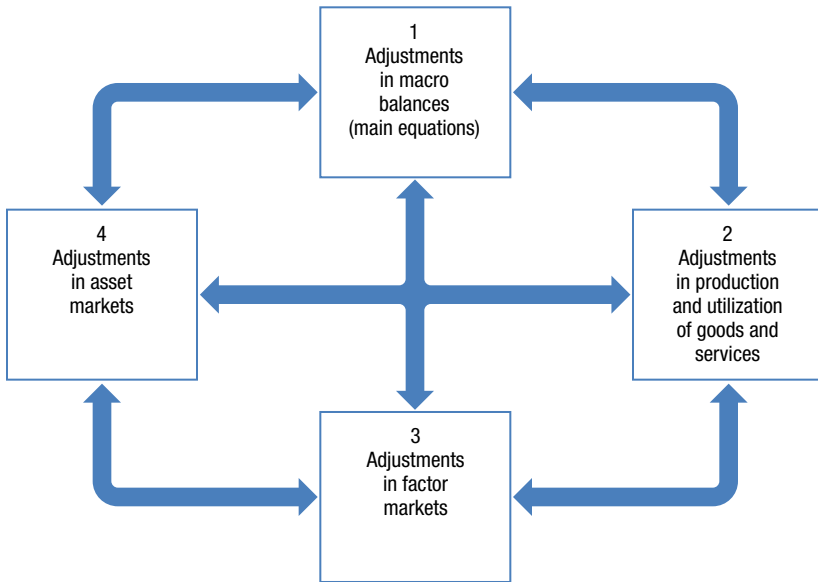 1
Adjustments
in macro
balances
(main equations)
4
Adjustments
in asset
markets
2
Adjustments
in production
and utilization
of goods and
services
3
Adjustments
in factor
markets